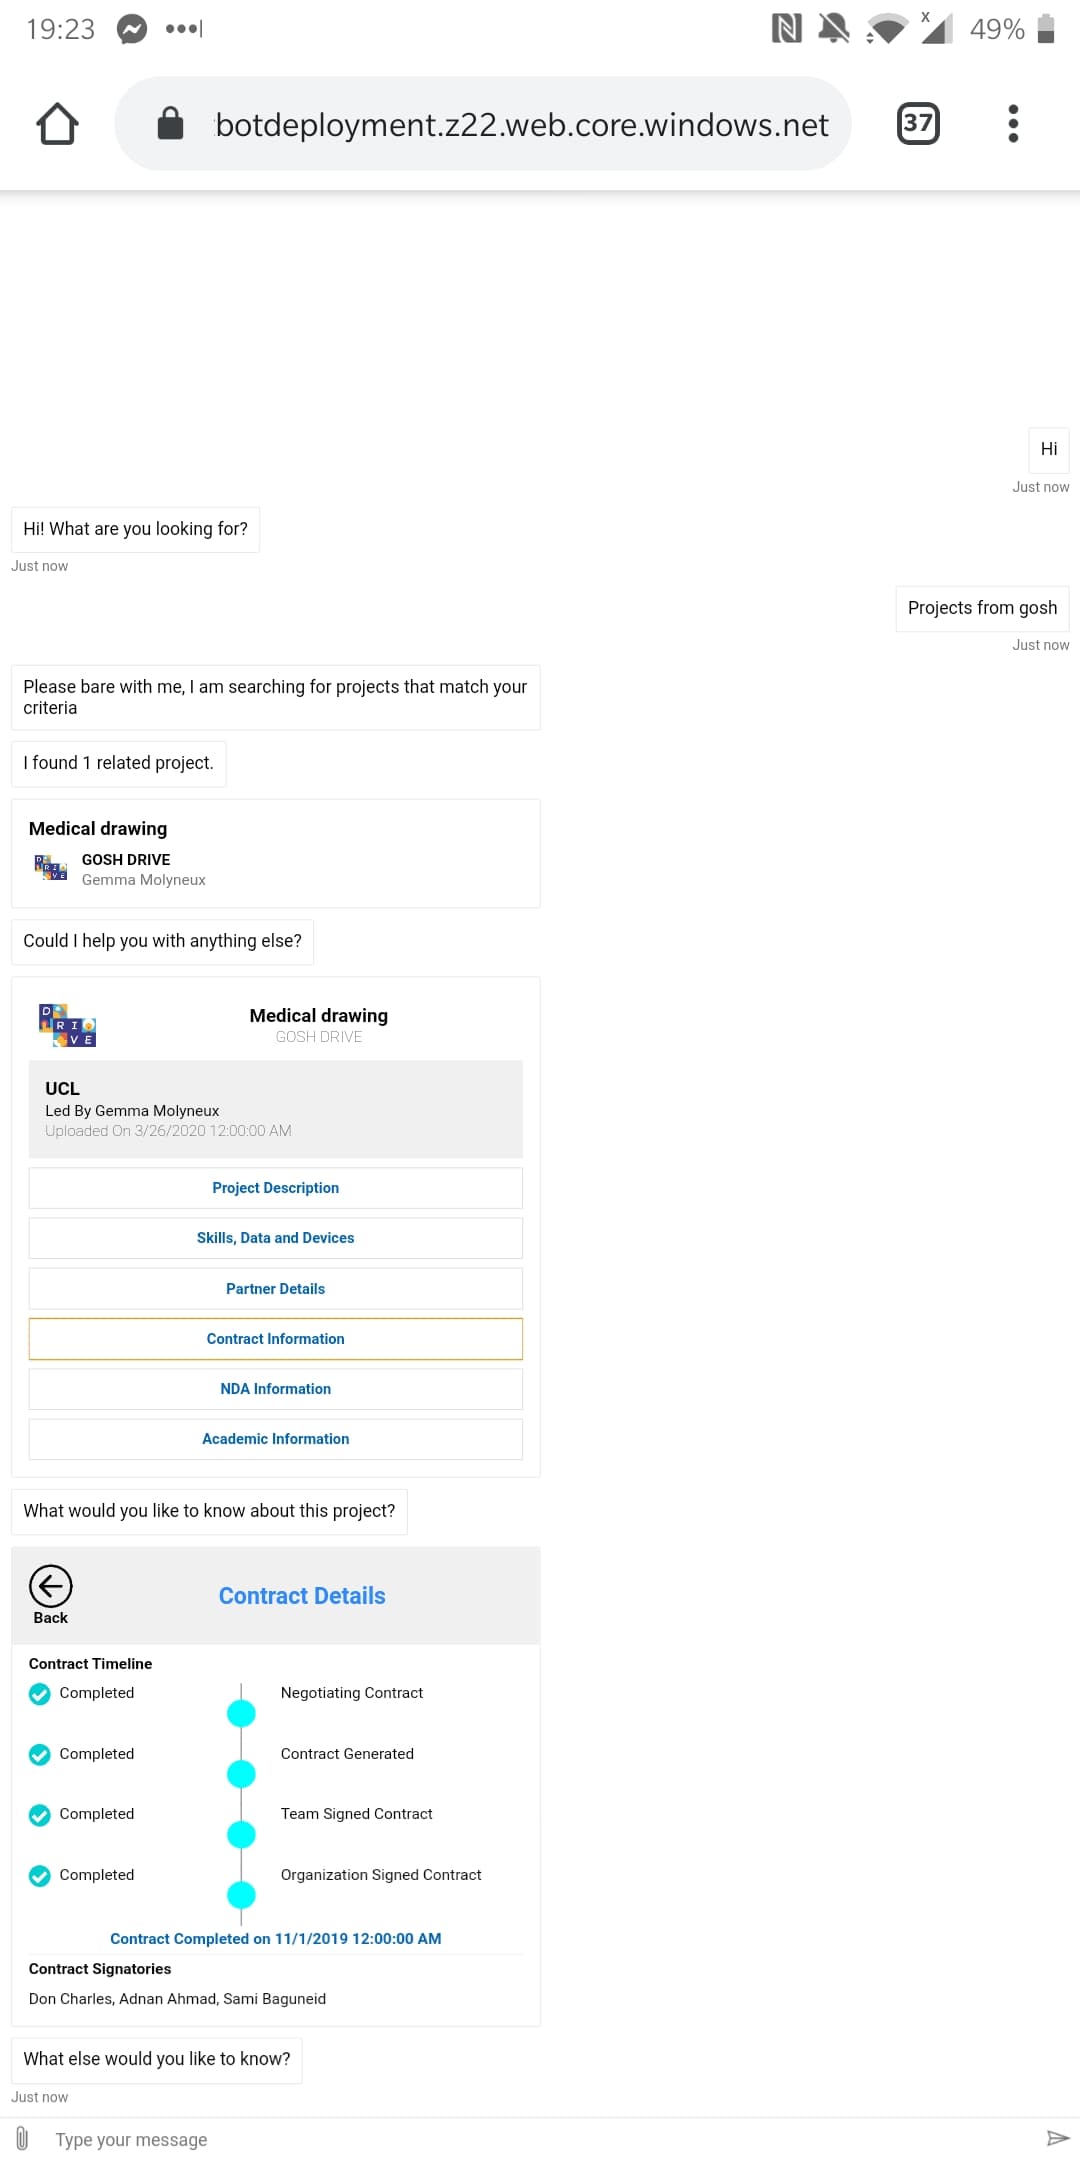 19:23
49%
botdeployment.z22.web.core.windows.net
37
Hi
Just now
Hi! What are you looking for?
Just now
Projects from gosh
Just now
Please bare with me, I am searching for projects that match your
criteria
I found 1 related project.
Medical drawing
DRIVE
GOSH DRIVE
Gemma Molyneux
Could I help you with anything else?
DRIVE
Medical drawing
GOSH DRIVE
UCL
Led By Gemma Molyneux
Uploaded On 3/26/2020 12:00:00 AM
Project Description
Skills, Data and Devices
Partner Details
Contract Information
NDA Information
Academic Information
What would you like to know about this project?
Back
Contract Details
Contract Timeline
Completed Negotiating Contract
Completed Contract Generated
Completed Team Signed Contract
Completed Organization Signed Contract
Contract Completed on 11/1/2019 12:00:00 AM
Contract Signatories
Don Charles, Adnan Ahmad, Sami Baguneid
What else would you like to know?
Just now
Type your message